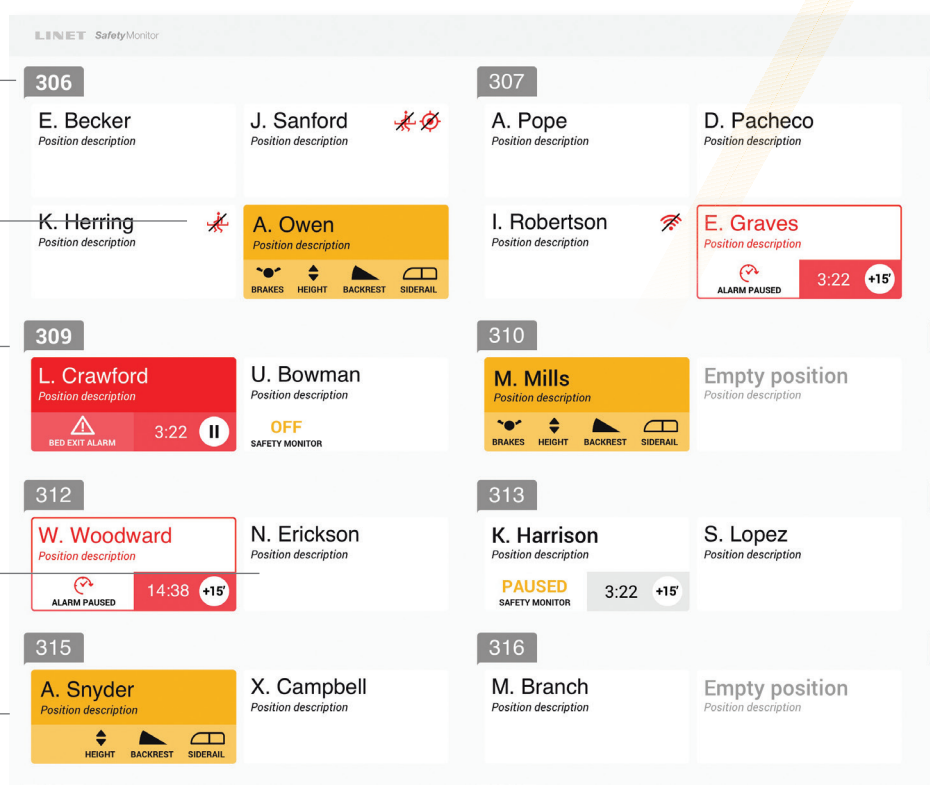 LINET SafetyMonitor
306
E. Becker
Position description
J. Sanford
Position description
K. Herring
Position description
A. Owen
Position description
BRAKES HEIGHT BACKREST SIDERAIL
307
A. Pope
Position description
D. Pacheco
Position description
I. Robertson
Position description
E. Graves
Position description
ALARM PAUSED 3:22 +15'
309
L. Crawford
Position description
BED EXIT ALARM 3:22
U. Bowman
Position description
OFF
SAFETY MONITOR
310
M. Mills
Position description
BRAKES HEIGHT BACKREST SIDERAIL
Empty position
Position description
312
W. Woodward
Position description
ALARM PAUSED 14:38 +15'
N. Erickson
Position description
313
K. Harrison
Position description
PAUSED
SAFETY MONITOR 3:22 +15'
S. Lopez
Position description
315
A. Snyder
Position description
HEIGHT BACKREST SIDERAIL
X. Campbell
Position description
316
M. Branch
Position description
Empty position
Position description